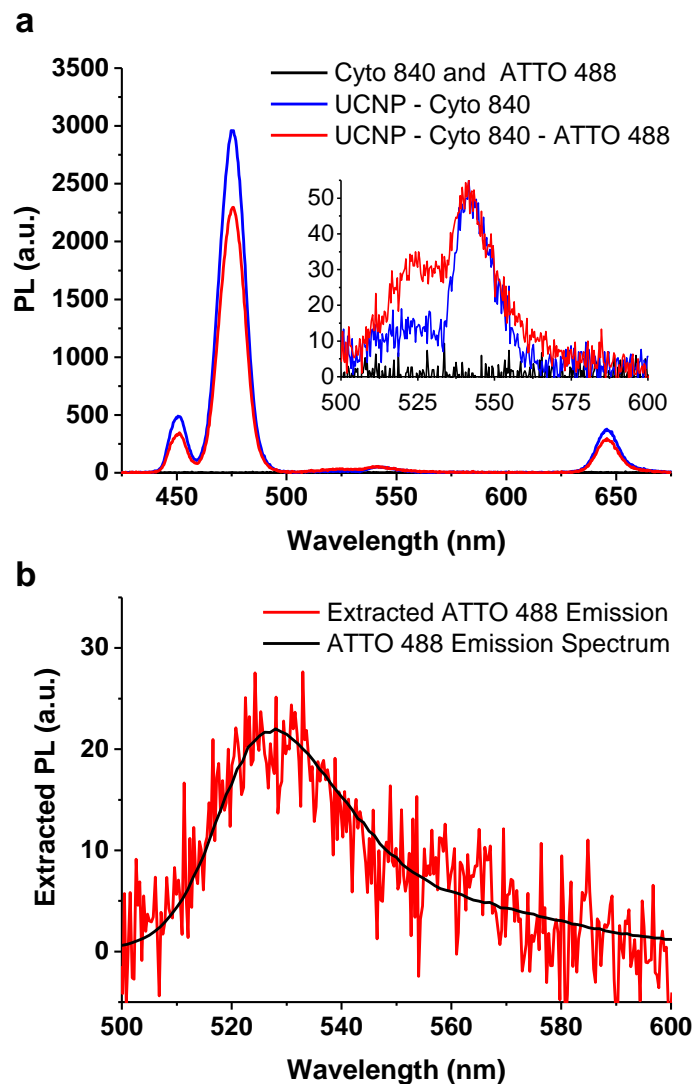 a
3500
3000
2500
2000
1500
1000
500
0
PL (a.u.)
Cyto 840 and  ATTO 488
UCNP - Cyto 840
UCNP - Cyto 840 - ATTO 488
50
40
30
20
10
0
500 525 550 575 600
450 500 550 600 650
Wavelength (nm)
b
Extracted ATTO 488 Emission
ATTO 488 Emission Spectrum
30
20
10
0
Extracted PL (a.u.)
500 520 540 560 580 600
Wavelength (nm)